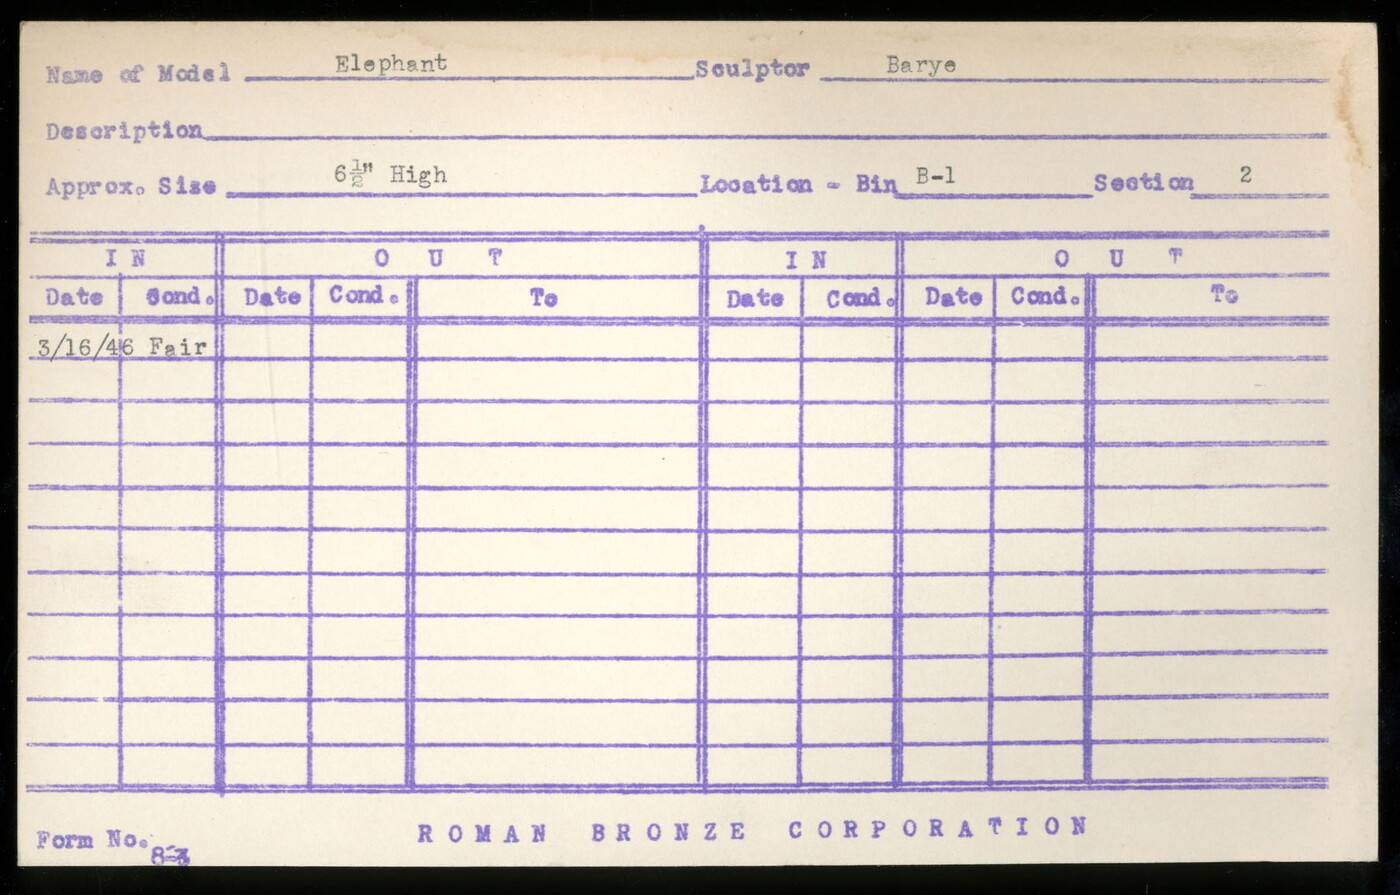 Name of Model Elephant Sculptor Barye
Description
Approx. Size 6½" High Location - Bin B-1 Section 2
IN OUT IN OUT
Date Cond. Date Cond. To Date Cond. Date Cond. To
3/16/46 Fair
Form No. ROMAN BRONZE CORPORATION